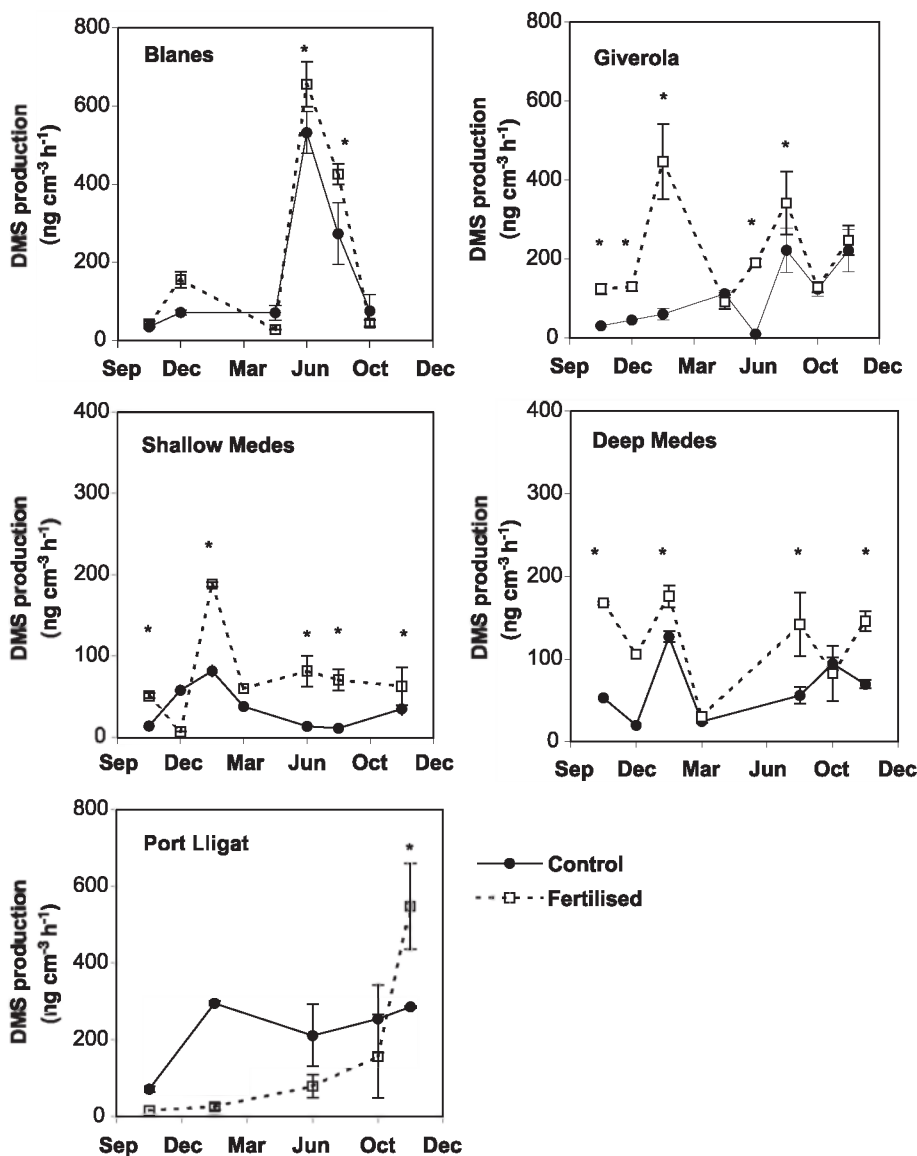 Blanes
800
600
400
200
0
DMS production
(ng cm⁻³ h⁻¹)
* *
Sep Dec Mar Jun Oct Dec
Giverola
800
600
400
200
0
DMS production
(ng cm⁻³ h⁻¹)
* * * * *
Sep Dec Mar Jun Oct Dec
Shallow Medes
400
300
200
100
0
DMS production
(ng cm⁻³ h⁻¹)
* * * * *
Sep Dec Mar Jun Oct Dec
Deep Medes
400
300
200
100
0
DMS production
(ng cm⁻³ h⁻¹)
* * * *
Sep Dec Mar Jun Oct Dec
Port Lligat
800
600
400
200
0
DMS production
(ng cm⁻³ h⁻¹)
*
Sep Dec Mar Jun Oct Dec
Control
Fertilised